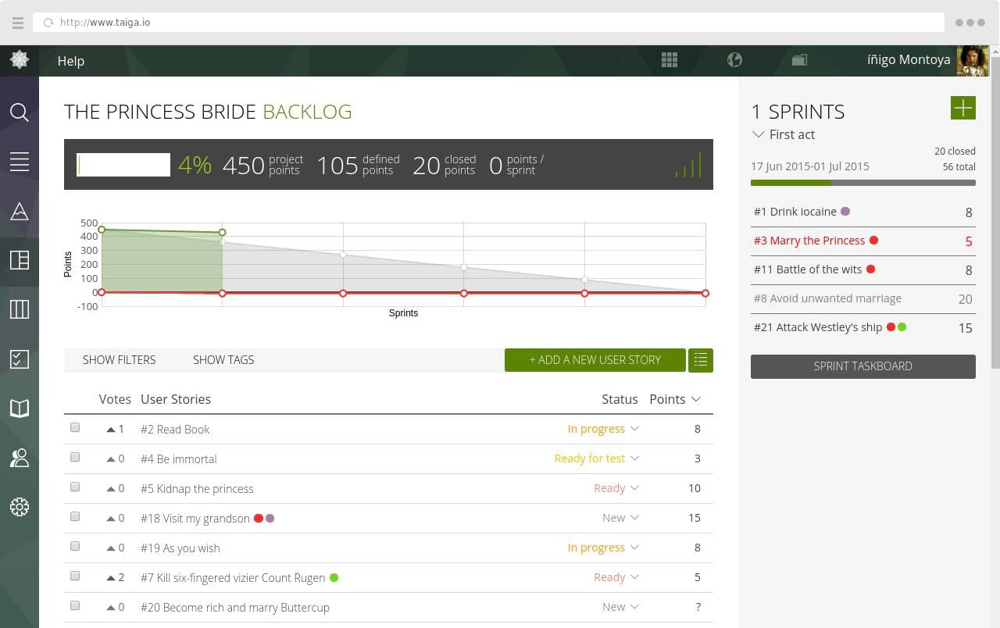 http://www.taiga.io
Help
íñigo Montoya
THE PRINCESS BRIDE BACKLOG
4% 450 project points 105 defined points 20 closed points 0 points / sprint
500
400
300
200
100
0
-100
Points
Sprints
SHOW FILTERS SHOW TAGS + ADD A NEW USER STORY
Votes User Stories Status Points
1 #2 Read Book In progress 8
0 #4 Be immortal Ready for test 3
0 #5 Kidnap the princess Ready 10
0 #18 Visit my grandson New 15
0 #19 As you wish In progress 8
2 #7 Kill six-fingered vizier Count Rugen Ready 5
0 #20 Become rich and marry Buttercup New ?
1 SPRINTS
First act
20 closed
17 Jun 2015-01 Jul 2015 56 total
#1 Drink iocaine 8
#3 Marry the Princess 5
#11 Battle of the wits 8
#8 Avoid unwanted marriage 20
#21 Attack Westley's ship 15
SPRINT TASKBOARD